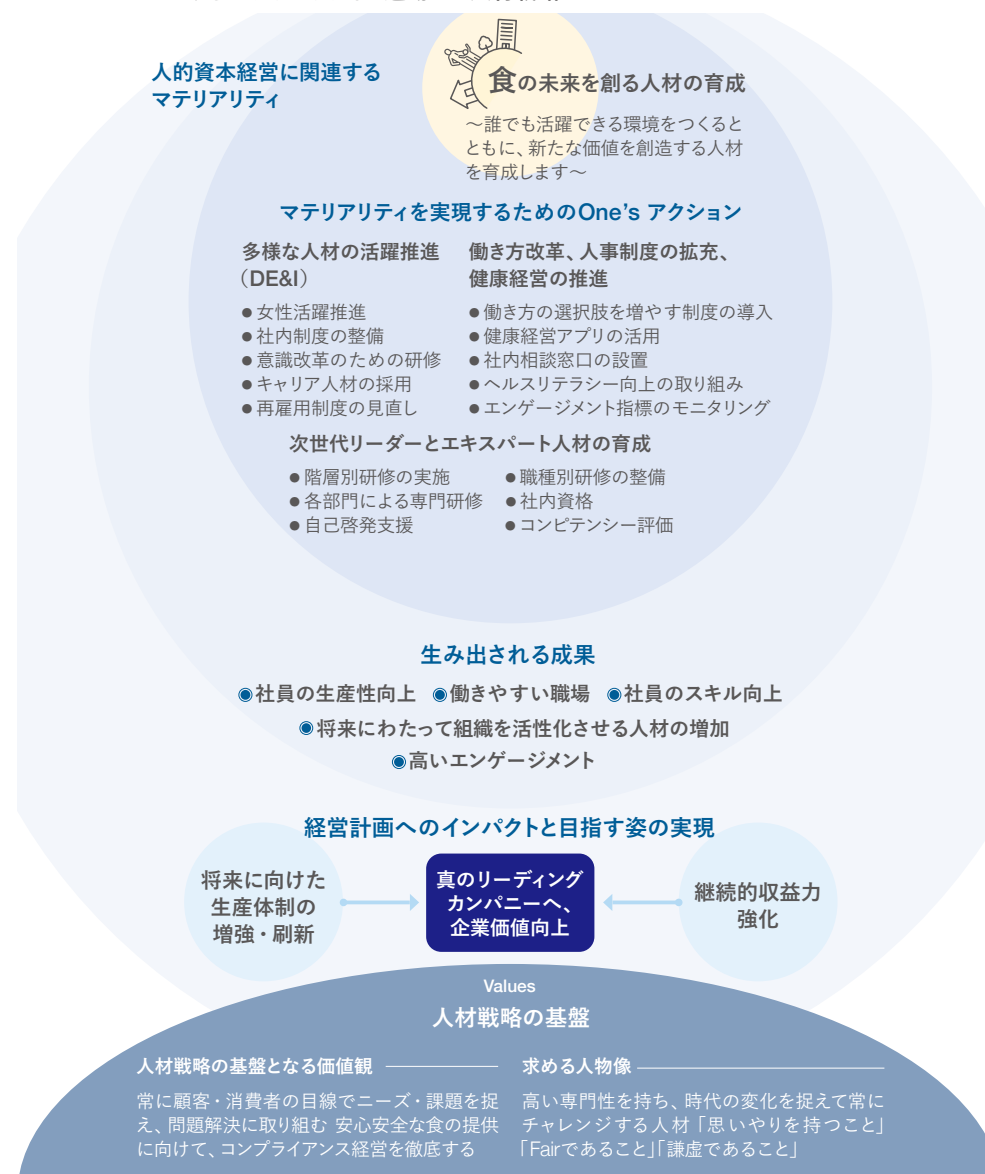 人的資本経営に関連する
マテリアリティ
食の未来を創る人材の育成
〜誰でも活躍できる環境をつくると
ともに、新たな価値を創造する人材
を育成します〜
マテリアリティを実現するためのOne's アクション
多様な人材の活躍推進
（DE&I）
●女性活躍推進
●社内制度の整備
●意識改革のための研修
●キャリア人材の採用
●再雇用制度の見直し
働き方改革、人事制度の拡充、
健康経営の推進
●働き方の選択肢を増やす制度の導入
●健康経営アプリの活用
●社内相談窓口の設置
●ヘルスリテラシー向上の取り組み
●エンゲージメント指標のモニタリング
次世代リーダーとエキスパート人材の育成
●階層別研修の実施
●各部門による専門研修
●自己啓発支援
●職種別研修の整備
●社内資格
●コンピテンシー評価
生み出される成果
◉社員の生産性向上 ◉働きやすい職場 ◉社員のスキル向上
◉将来にわたって組織を活性化させる人材の増加
◉高いエンゲージメント
経営計画へのインパクトと目指す姿の実現
将来に向けた
生産体制の
増強・刷新
真のリーディング
カンパニーへ、
企業価値向上
継続的収益力
強化
Values
人材戦略の基盤
人材戦略の基盤となる価値観
常に顧客・消費者の目線でニーズ・課題を捉
え、問題解決に取り組む 安心安全な食の提供
に向けて、コンプライアンス経営を徹底する
求める人物像
高い専門性を持ち、時代の変化を捉えて常に
チャレンジする人材 「思いやりを持つこと」
「Fairであること」「謙虚であること」